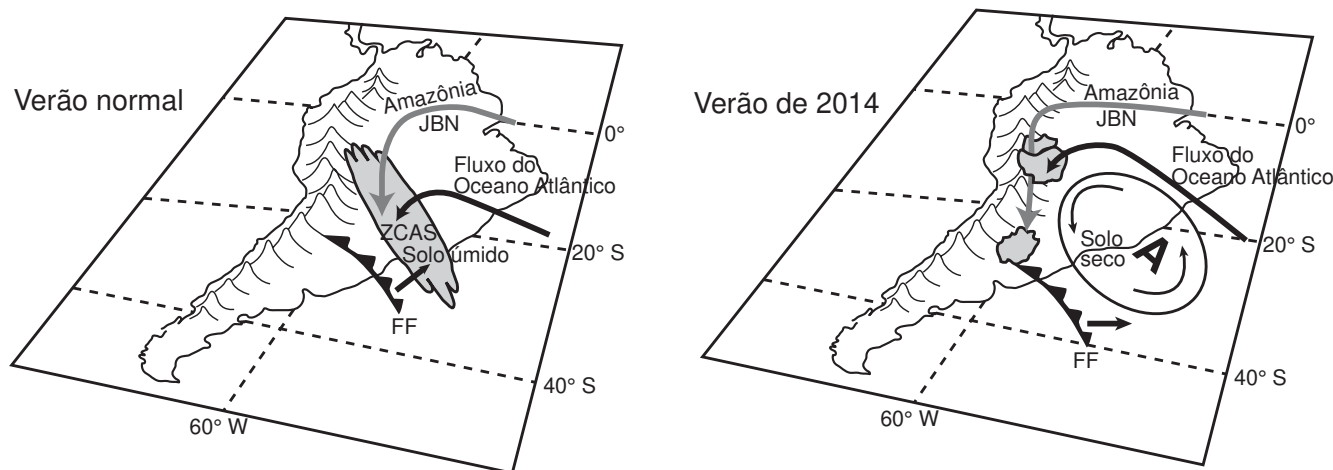 Verão normal
Amazônia
JBN
0°
Fluxo do
Oceano Atlântico
ZCAS
Solo úmido
20° S
FF
40° S
60° W
Verão de 2014
Amazônia
JBN
0°
Fluxo do
Oceano Atlântico
20° S
Solo
seco
A
FF
40° S
60° W